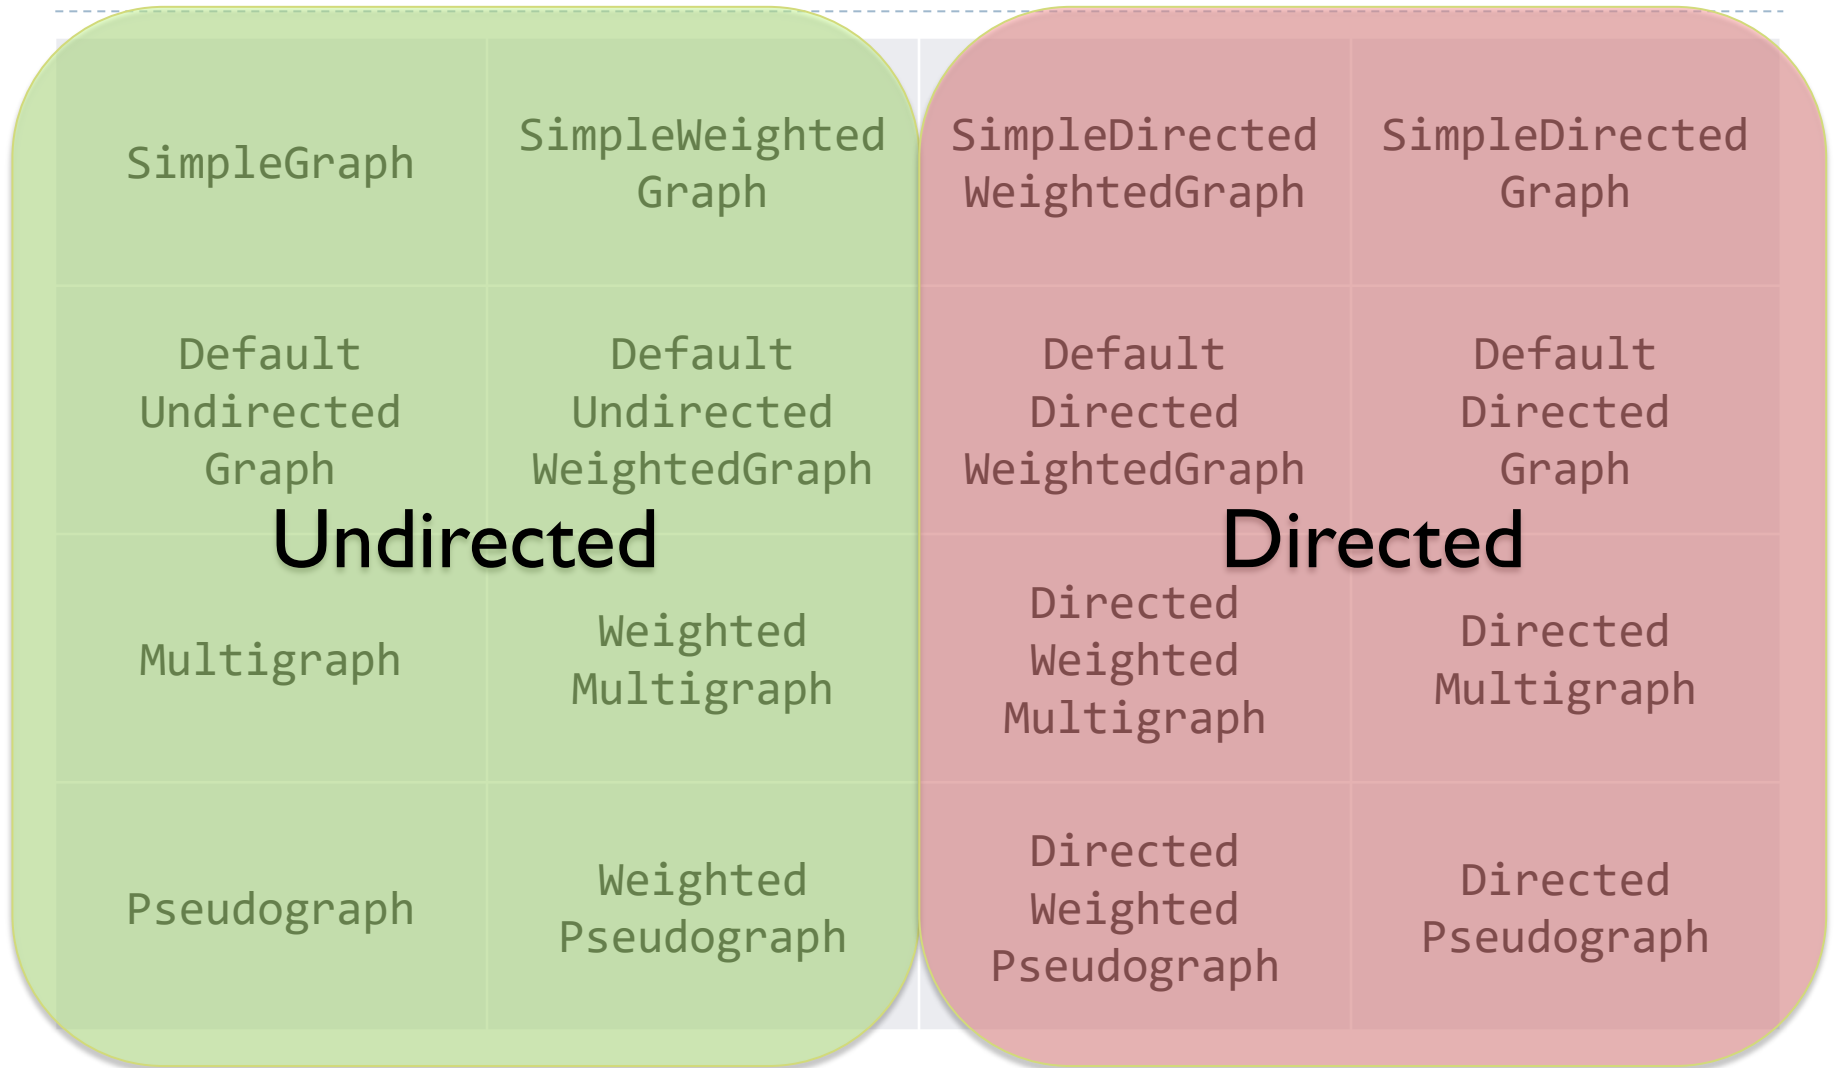 SimpleGraph
SimpleWeighted
Graph
SimpleDirected
WeightedGraph
SimpleDirected
Graph
Default
Undirected
Graph
Default
Undirected
WeightedGraph
Default
Directed
WeightedGraph
Default
Directed
Graph
Undirected
Directed
Multigraph
Weighted
Multigraph
Directed
Weighted
Multigraph
Directed
Multigraph
Pseudograph
Weighted
Pseudograph
Directed
Weighted
Pseudograph
Directed
Pseudograph